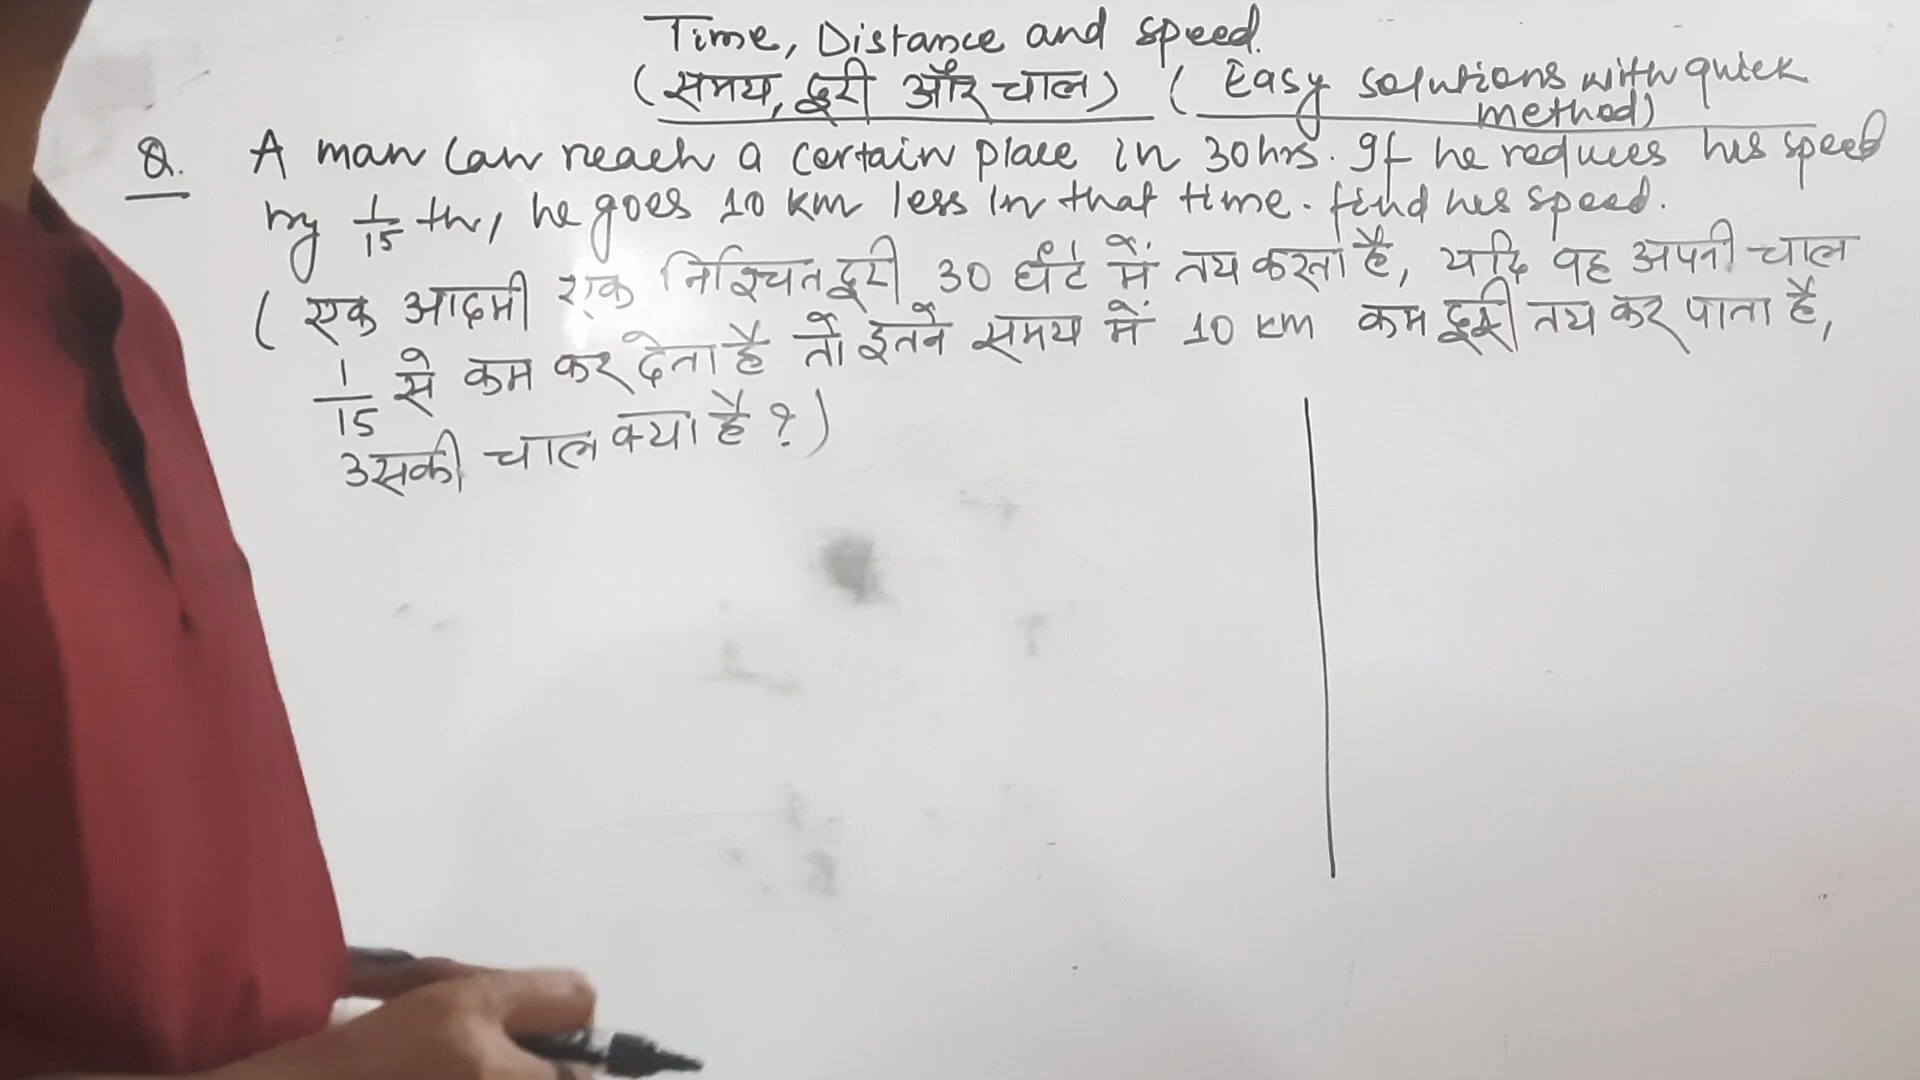 Time, Distance and speed.
(समय, दूरी और चाल) (Easy solutions with quick
method)
Q. A man can reach a certain place in 30 hrs. If he reduces his speed
by 1/15 th, he goes 10 km less in that time. find his speed.
( एक आदमी एक निश्चित दूरी 30 घंटे में तय करता है, यदि वह अपनी चाल
1/15 से कम कर देता है तो इतने समय में 10 km कम दूरी तय कर पाता है,
उसकी चाल क्या है ?)